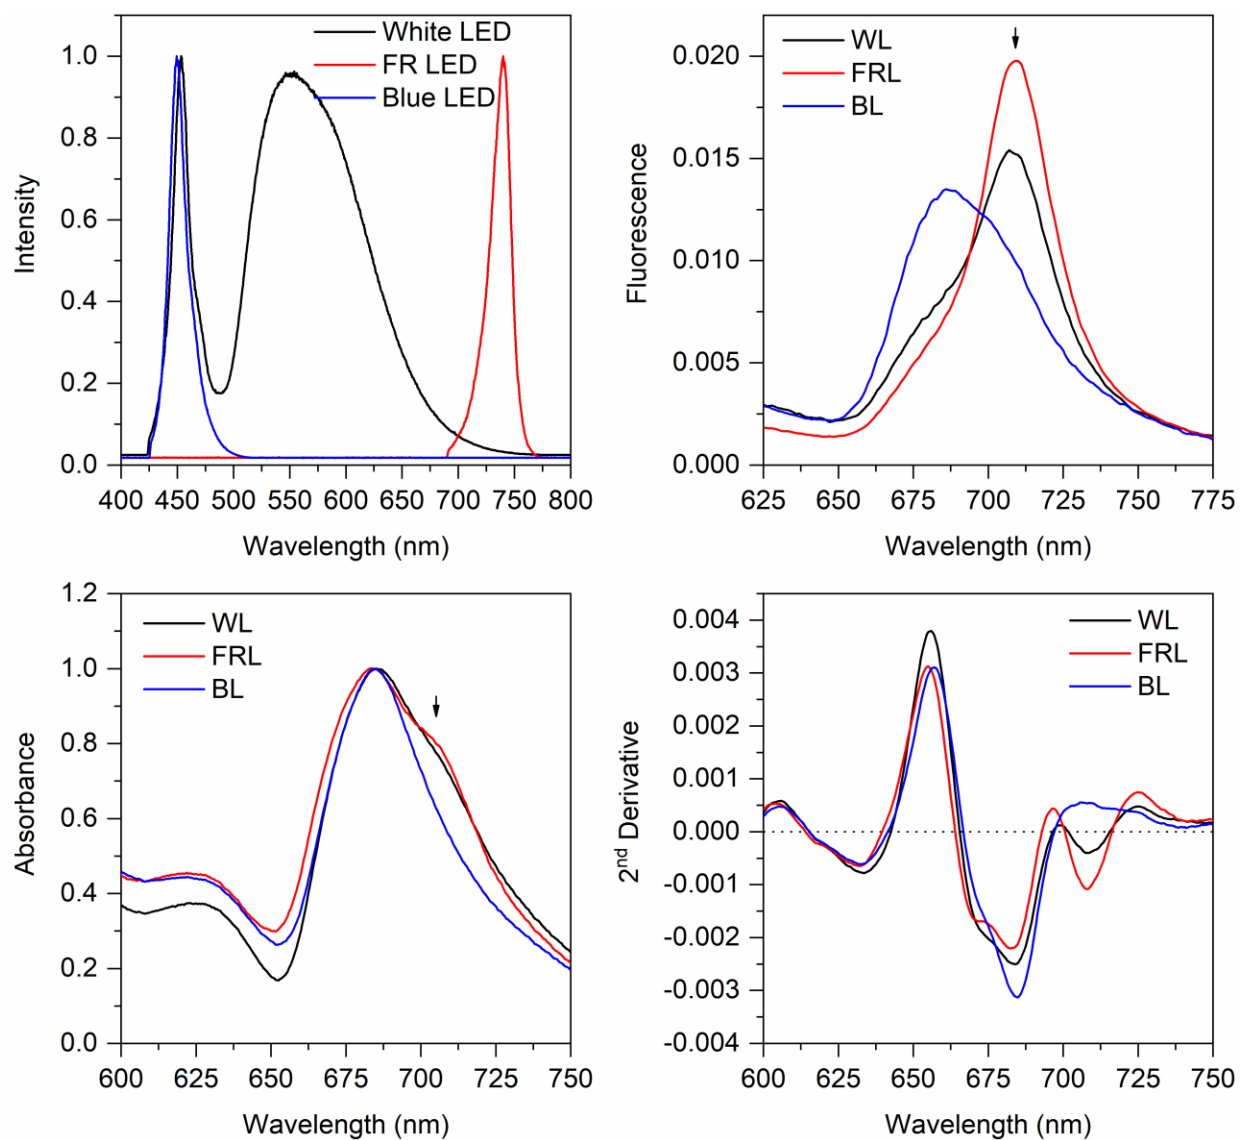 White LED
FR LED
Blue LED
1.0
0.8
0.6
0.4
0.2
0.0
Intensity
400 450 500 550 600 650 700 750 800
Wavelength (nm)
WL
FRL
BL
0.020
0.015
0.010
0.005
0.000
Fluorescence
625 650 675 700 725 750 775
Wavelength (nm)
WL
FRL
BL
1.2
1.0
0.8
0.6
0.4
0.2
0.0
Absorbance
600 625 650 675 700 725 750
Wavelength (nm)
WL
FRL
BL
0.004
0.003
0.002
0.001
0.000
-0.001
-0.002
-0.003
-0.004
2nd Derivative
600 625 650 675 700 725 750
Wavelength (nm)